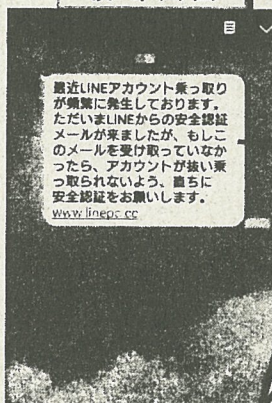 最近LINEアカウント乗っ取り
が頻繁に発生しております。
ただいまLINEからの安全認証
メールが来ましたが、もしこ
のメールを受け取っていなか
ったら、アカウントが抜い乗
っ取られないよう、直ちに
安全認証をお願いします。
www.linepc.cc